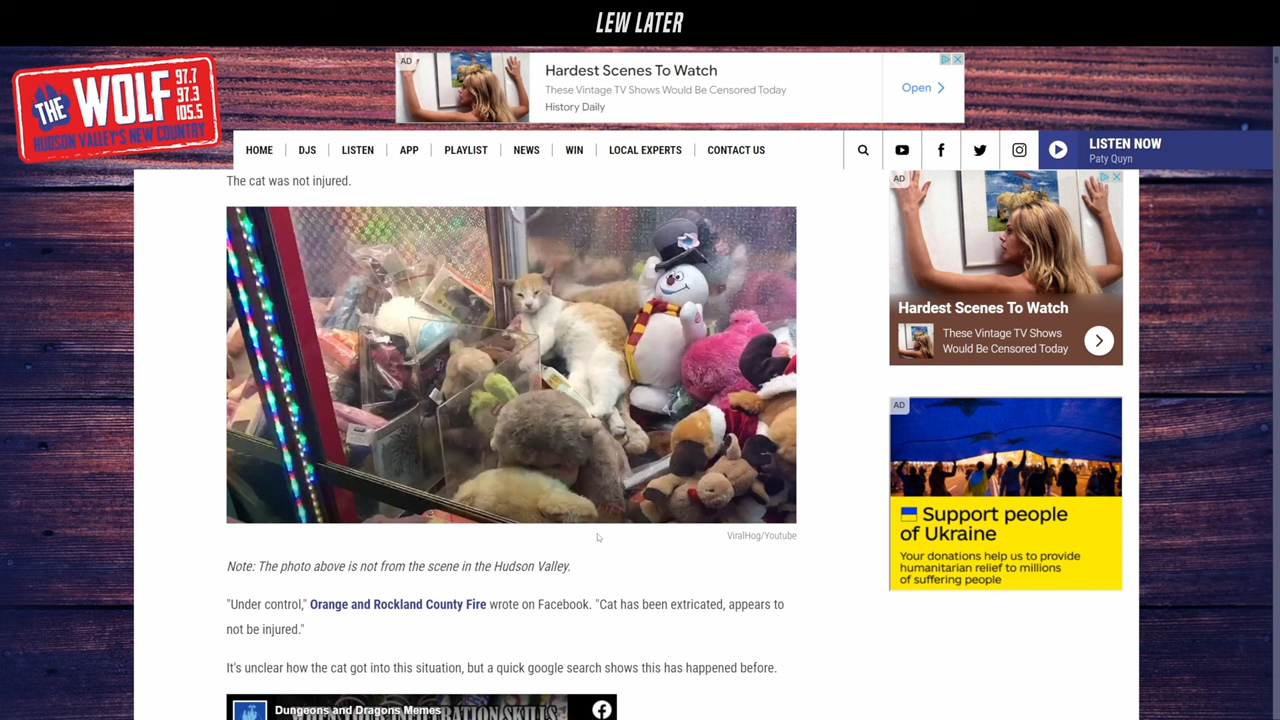 LEW LATER
THE WOLF 97.7 97.3 105.5
HUDSON VALLEY'S NEW COUNTRY
AD
Hardest Scenes To Watch
These Vintage TV Shows Would Be Censored Today
History Daily
Open
HOME DJS LISTEN APP PLAYLIST NEWS WIN LOCAL EXPERTS CONTACT US
LISTEN NOW
Paty Quyn
The cat was not injured.
ViralHog/Youtube
Note: The photo above is not from the scene in the Hudson Valley.
"Under control," Orange and Rockland County Fire wrote on Facebook. "Cat has been extricated, appears to
not be injured."
It's unclear how the cat got into this situation, but a quick google search shows this has happened before.
Dungeons and Dragons Memes
AD
Hardest Scenes To Watch
These Vintage TV Shows
Would Be Censored Today
AD
Support people
of Ukraine
Your donations help us to provide
humanitarian relief to millions
of suffering people